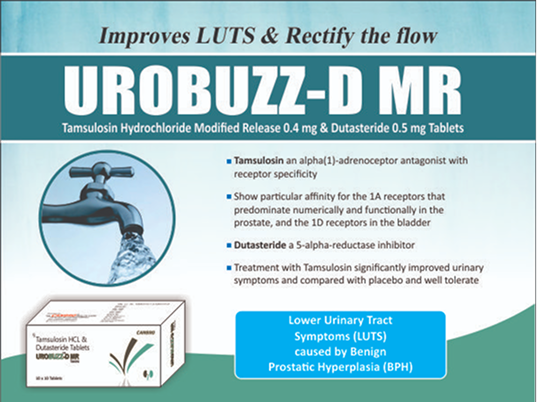 Improves LUTS & Rectify the flow
UROBUZZ-D MR
Tamsulosin Hydrochloride Modified Release 0.4 mg & Dutasteride 0.5 mg Tablets
Tamsulosin an alpha(1)-adrenoceptor antagonist with
receptor specificity
Show particular affinity for the 1A receptors that
predominate numerically and functionally in the
prostate, and the 1D receptors in the bladder
Dutasteride a 5-alpha-reductase inhibitor
Treatment with Tamsulosin significantly improved urinary
symptoms and compared with placebo and well tolerate
Lower Urinary Tract
Symptoms (LUTS)
caused by Benign
Prostatic Hyperplasia (BPH)
Tamsulosin HCL &
Dutasteride Tablets
UROBUZZ-D MR
10 x 10 Tablets